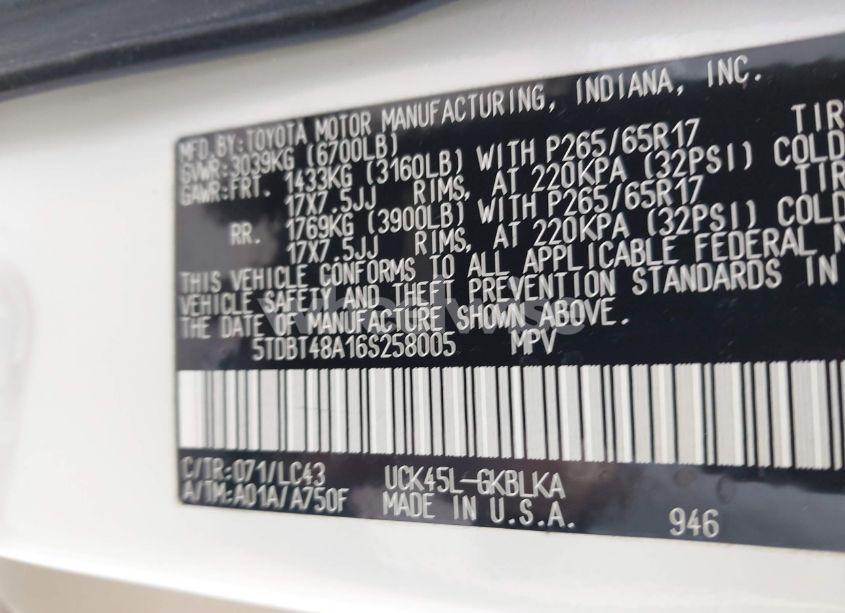 MFD.BY:TOYOTA MOTOR MANUFACTURING, INDIANA, INC.
GVWR:3039KG (6700LB)
GAWR:FRT. 1433KG (3160LB) WITH P265/65R17 TIR
17X7.5JJ RIMS, AT 220KPA (32PSI) COLD
RR. 1769KG (3900LB) WITH P265/65R17 TIR
17X7.5JJ RIMS, AT 220KPA (32PSI) COLD
THIS VEHICLE CONFORMS TO ALL APPLICABLE FEDERAL M
VEHICLE SAFETY AND THEFT PREVENTION STANDARDS IN
THE DATE OF MANUFACTURE SHOWN ABOVE.
5TDBT48A16S258005 MPV
C/TR:071/LC43 UCK45L-GKBLKA
A/TM:A01A/A750F MADE IN U.S.A. 946